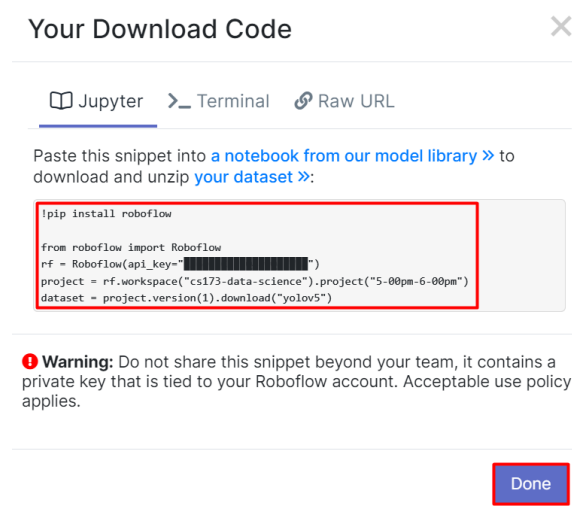 Your Download Code
Jupyter Terminal Raw URL
Paste this snippet into a notebook from our model library » to
download and unzip your dataset »:
!pip install roboflow
from roboflow import Roboflow
rf = Roboflow(api_key="")
project = rf.workspace("cs173-data-science").project("5-00pm-6-00pm")
dataset = project.version(1).download("yolov5")
Warning: Do not share this snippet beyond your team, it contains a
private key that is tied to your Roboflow account. Acceptable use policy
applies.
Done